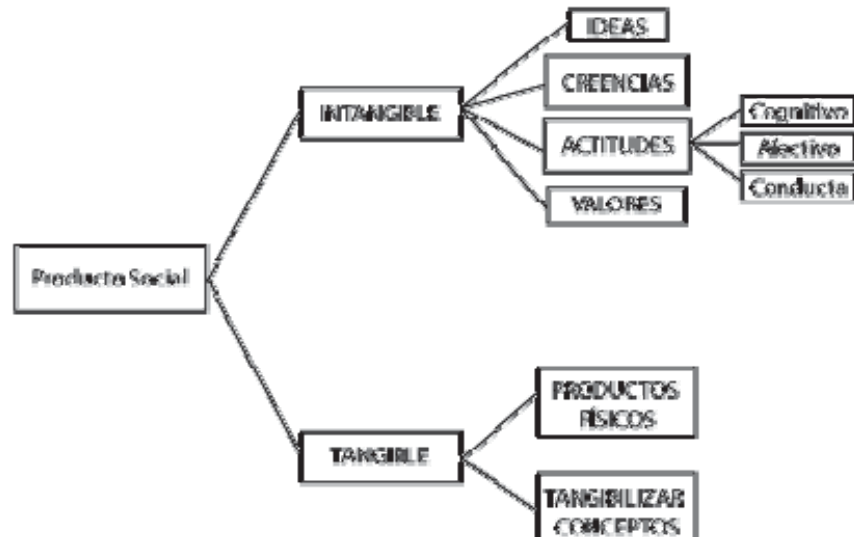 IDEAS
CREENCIAS
INTANGIBLE
ACTITUDES
Cognitivo
Afectivo
Conducta
VALORES
Producto Social
PRODUCTOS
FÍSICOS
TANGIBLE
TANGIBILIZAR
CONCEPTOS